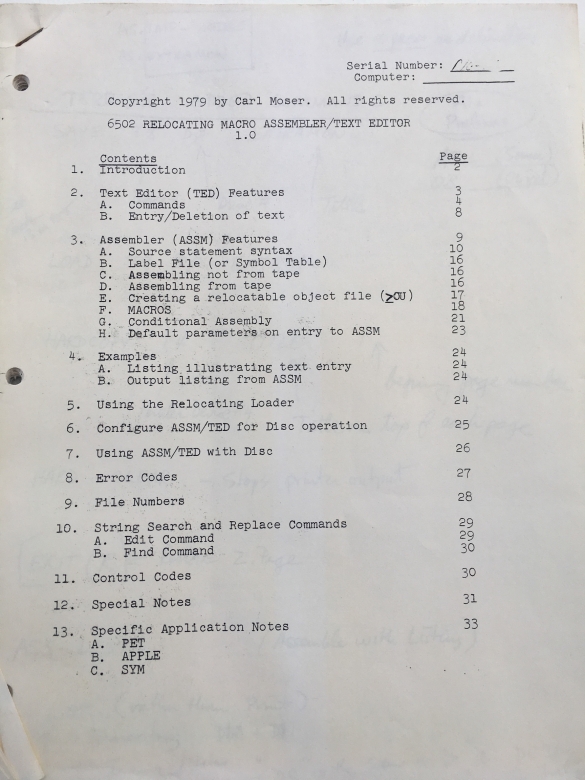 Serial Number:
Computer:
Copyright 1979 by Carl Moser. All rights reserved.
6502 RELOCATING MACRO ASSEMBLER/TEXT EDITOR
1.0
Contents Page
1. Introduction 2
2. Text Editor (TED) Features 3
A. Commands 4
B. Entry/Deletion of text 8
3. Assembler (ASSM) Features 9
A. Source statement syntax 10
B. Label File (or Symbol Table) 16
C. Assembling not from tape 16
D. Assembling from tape 16
E. Creating a relocatable object file (>OU) 17
F. MACROS 18
G. Conditional Assembly 21
H. Default parameters on entry to ASSM 23
4. Examples 24
A. Listing illustrating text entry 24
B. Output listing from ASSM 24
5. Using the Relocating Loader 24
6. Configure ASSM/TED for Disc operation 25
7. Using ASSM/TED with Disc 26
8. Error Codes 27
9. File Numbers 28
10. String Search and Replace Commands 29
A. Edit Command 29
B. Find Command 30
11. Control Codes 30
12. Special Notes 31
13. Specific Application Notes 33
A. PET
B. APPLE
C. SYM